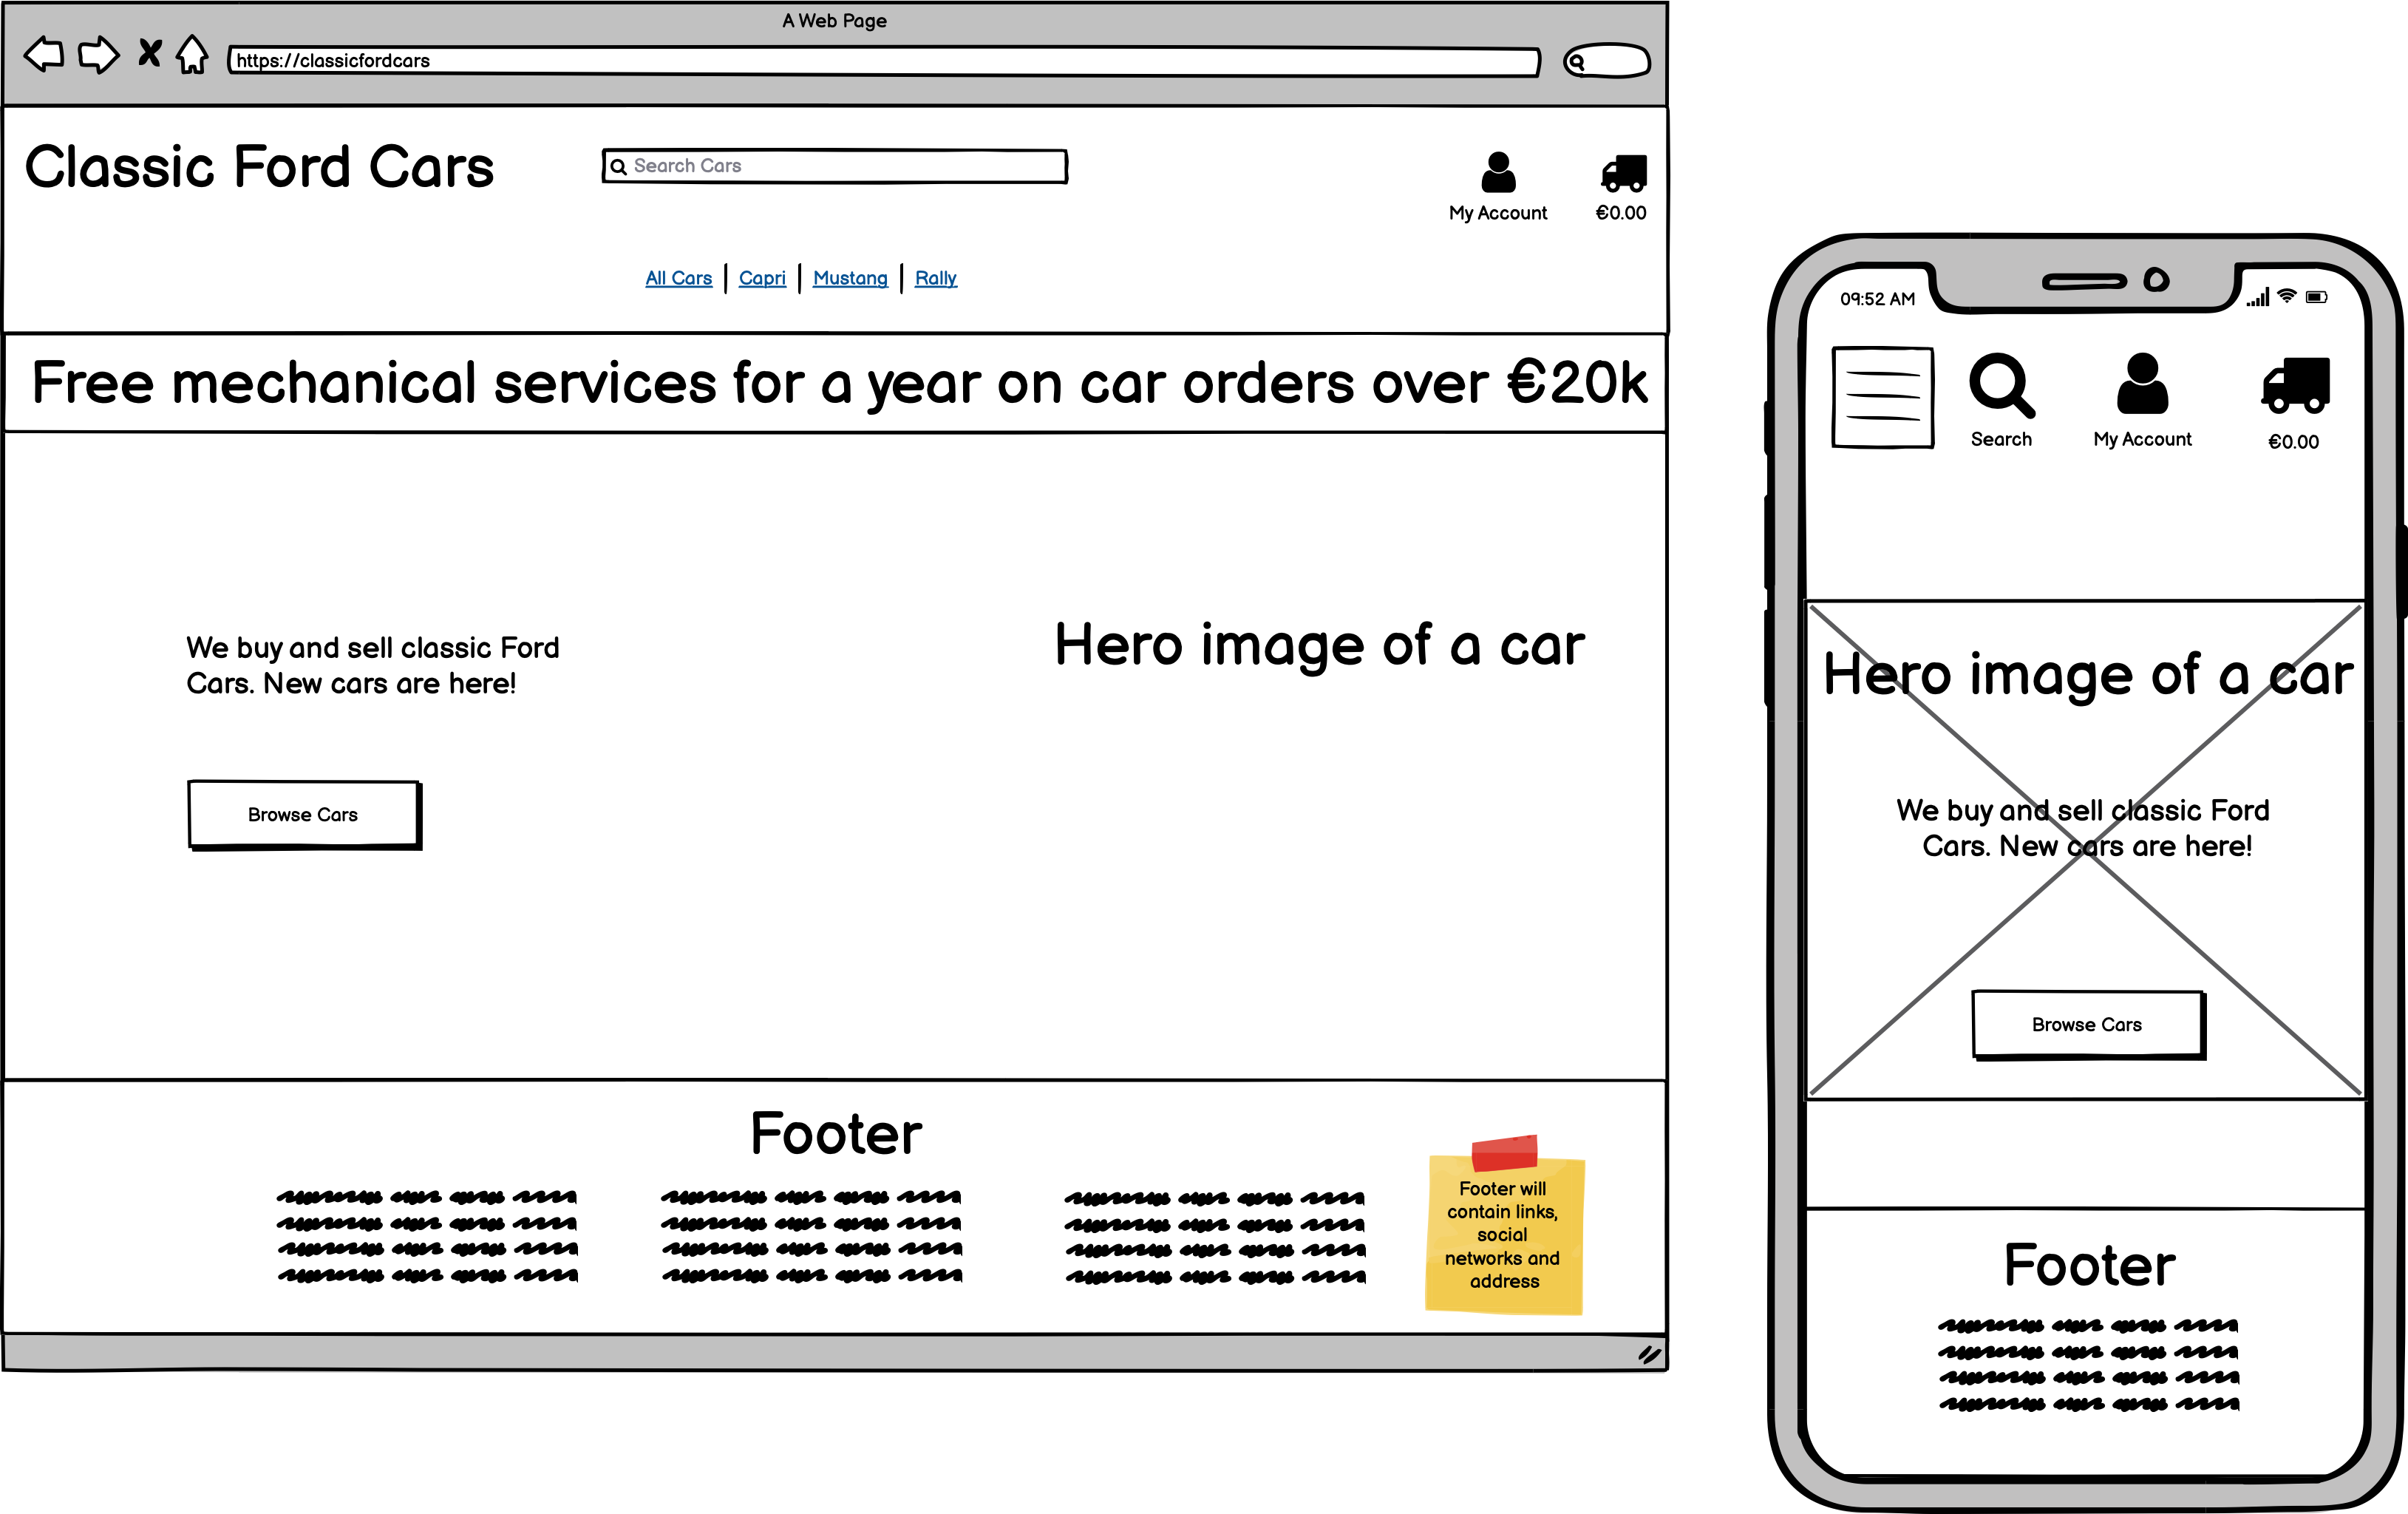 A Web Page
https://classicfordcars
Classic Ford Cars
Search Cars
My Account
€0.00
All Cars
Capri
Mustang
Rally
Free mechanical services for a year on car orders over €20k
We buy and sell classic Ford
Cars. New cars are here!
Hero image of a car
Browse Cars
Footer
Footer will
contain links,
social
networks and
address
09:52 AM
Search
My Account
€0.00
Hero image of a car
We buy and sell classic Ford
Cars. New cars are here!
Browse Cars
Footer